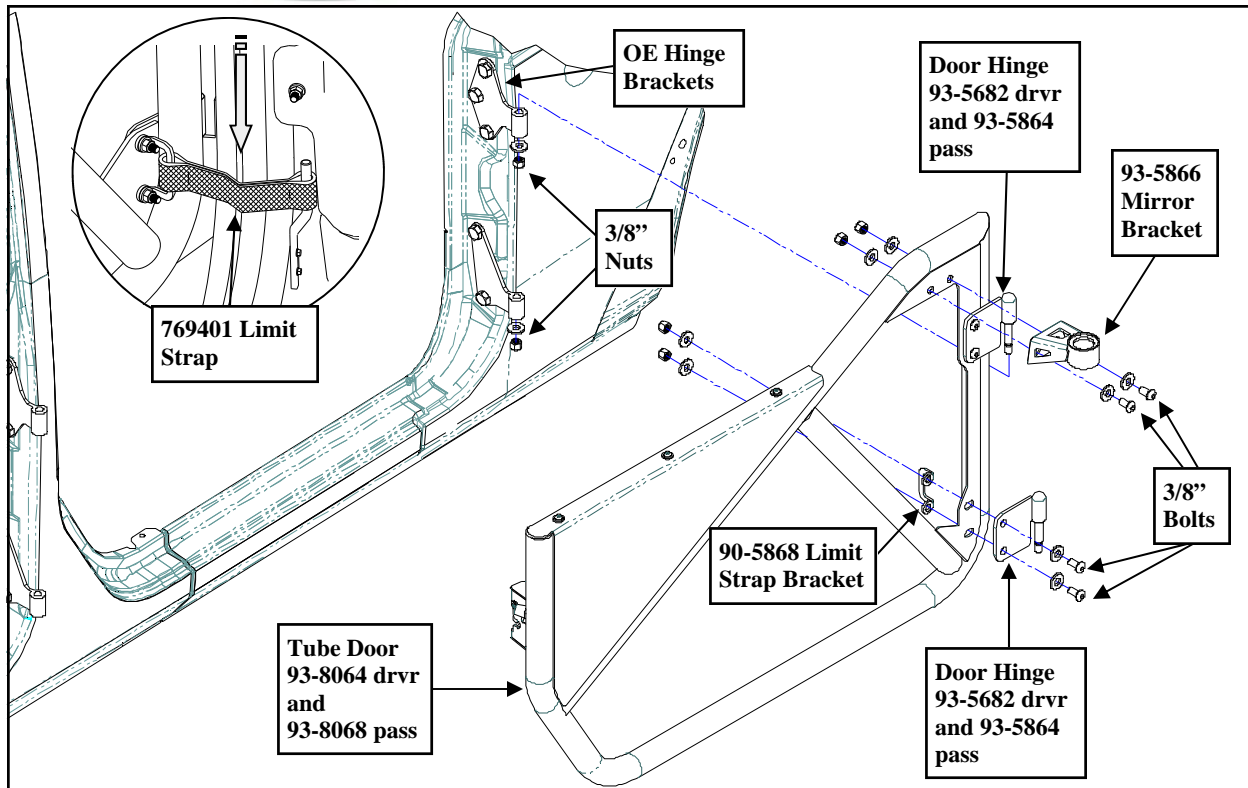 OE Hinge
Brackets
Door Hinge
93-5682 drvr
and 93-5864
pass
93-5866
Mirror
Bracket
3/8”
Nuts
769401 Limit
Strap
3/8”
Bolts
90-5868 Limit
Strap Bracket
Tube Door
93-8064 drvr
and
93-8068 pass
Door Hinge
93-5682 drvr
and 93-5864
pass